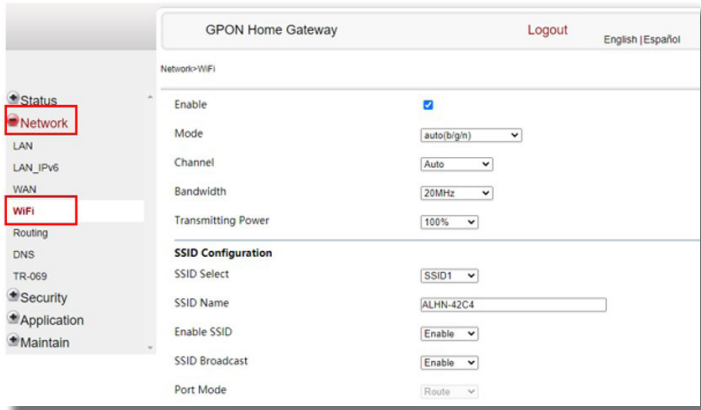 GPON Home Gateway
Logout
English | Español
Network>WiFi
Status
Network
LAN
LAN_IPv6
WAN
WiFi
Routing
DNS
TR-069
Security
Application
Maintain
Enable
Mode auto(b/g/n)
Channel Auto
Bandwidth 20MHz
Transmitting Power 100%
SSID Configuration
SSID Select SSID1
SSID Name ALHN-42C4
Enable SSID Enable
SSID Broadcast Enable
Port Mode Route